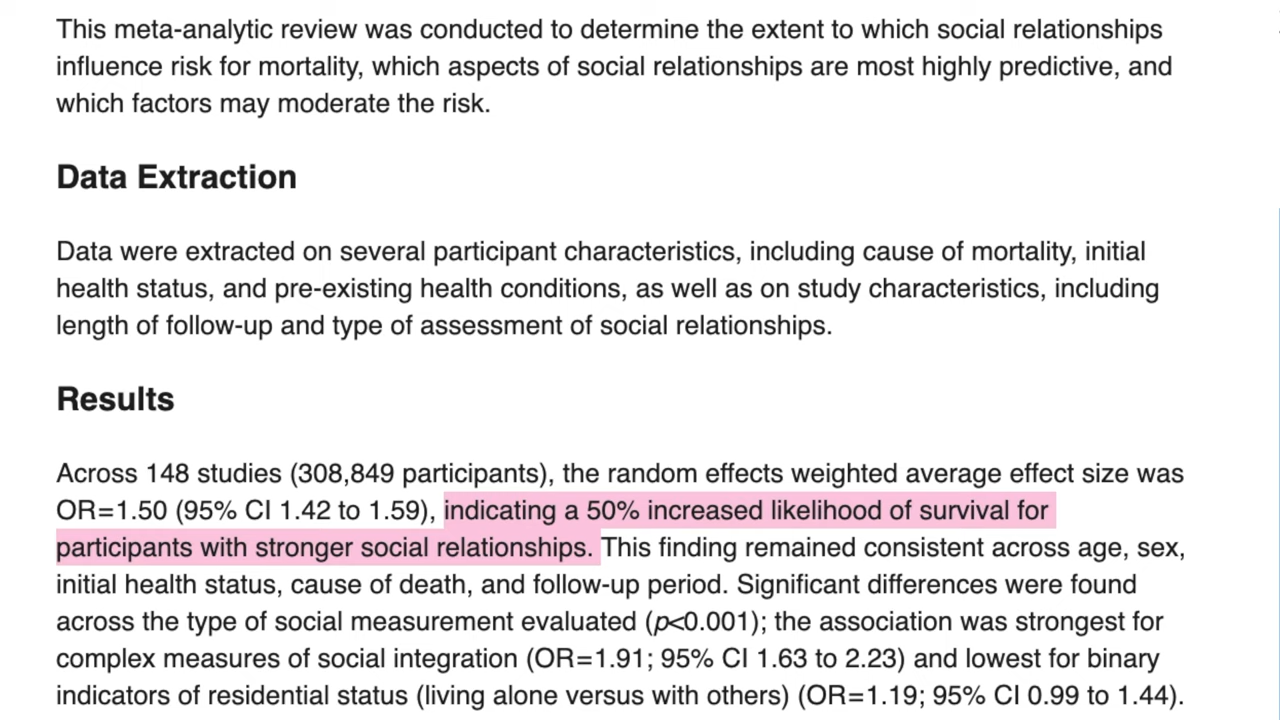 This meta-analytic review was conducted to determine the extent to which social relationships
influence risk for mortality, which aspects of social relationships are most highly predictive, and
which factors may moderate the risk.
Data Extraction
Data were extracted on several participant characteristics, including cause of mortality, initial
health status, and pre-existing health conditions, as well as on study characteristics, including
length of follow-up and type of assessment of social relationships.
Results
Across 148 studies (308,849 participants), the random effects weighted average effect size was
OR=1.50 (95% CI 1.42 to 1.59), indicating a 50% increased likelihood of survival for
participants with stronger social relationships. This finding remained consistent across age, sex,
initial health status, cause of death, and follow-up period. Significant differences were found
across the type of social measurement evaluated (p<0.001); the association was strongest for
complex measures of social integration (OR=1.91; 95% CI 1.63 to 2.23) and lowest for binary
indicators of residential status (living alone versus with others) (OR=1.19; 95% CI 0.99 to 1.44).